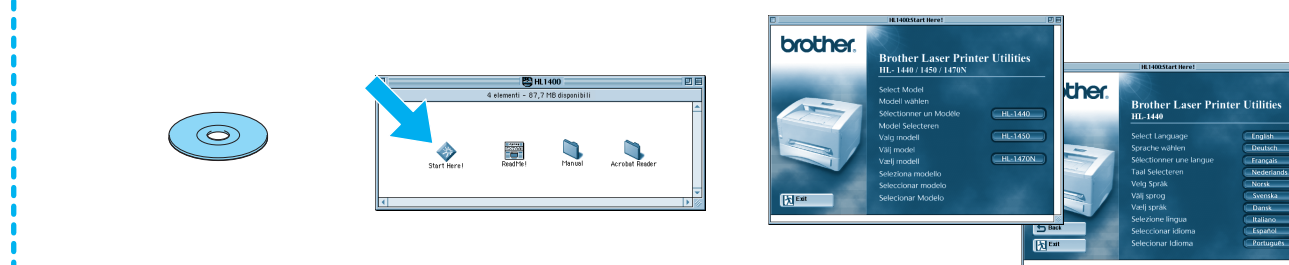 HL1400
4 elementi - 87,7 MB disponibili
Start Here!
ReadMe!
Manual
Acrobat Reader
HL1400:Start Here!
brother.
Brother Laser Printer Utilities
HL- 1440 / 1450 / 1470N
Select Model
Modell wählen
Sélectionner un Modèle
HL-1440
Model Selecteren
Valg modell
HL-1450
Välj model
Vælj modell
HL-1470N
Seleziona modello
Seleccionar modelo
Selecionar Modelo
Exit
HL1400:Start Here!
ther.
Brother Laser Printer Utilities
HL-1440
Select Language
English
Sprache wählen
Deutsch
Sélectionner une langue
Français
Taal Selecteren
Nederlands
Velg Språk
Norsk
Välj sprog
Svenska
Vælj språk
Dansk
Selezione lingua
Italiano
Seleccionar idioma
Español
Selecionar Idioma
Português
Back
Exit